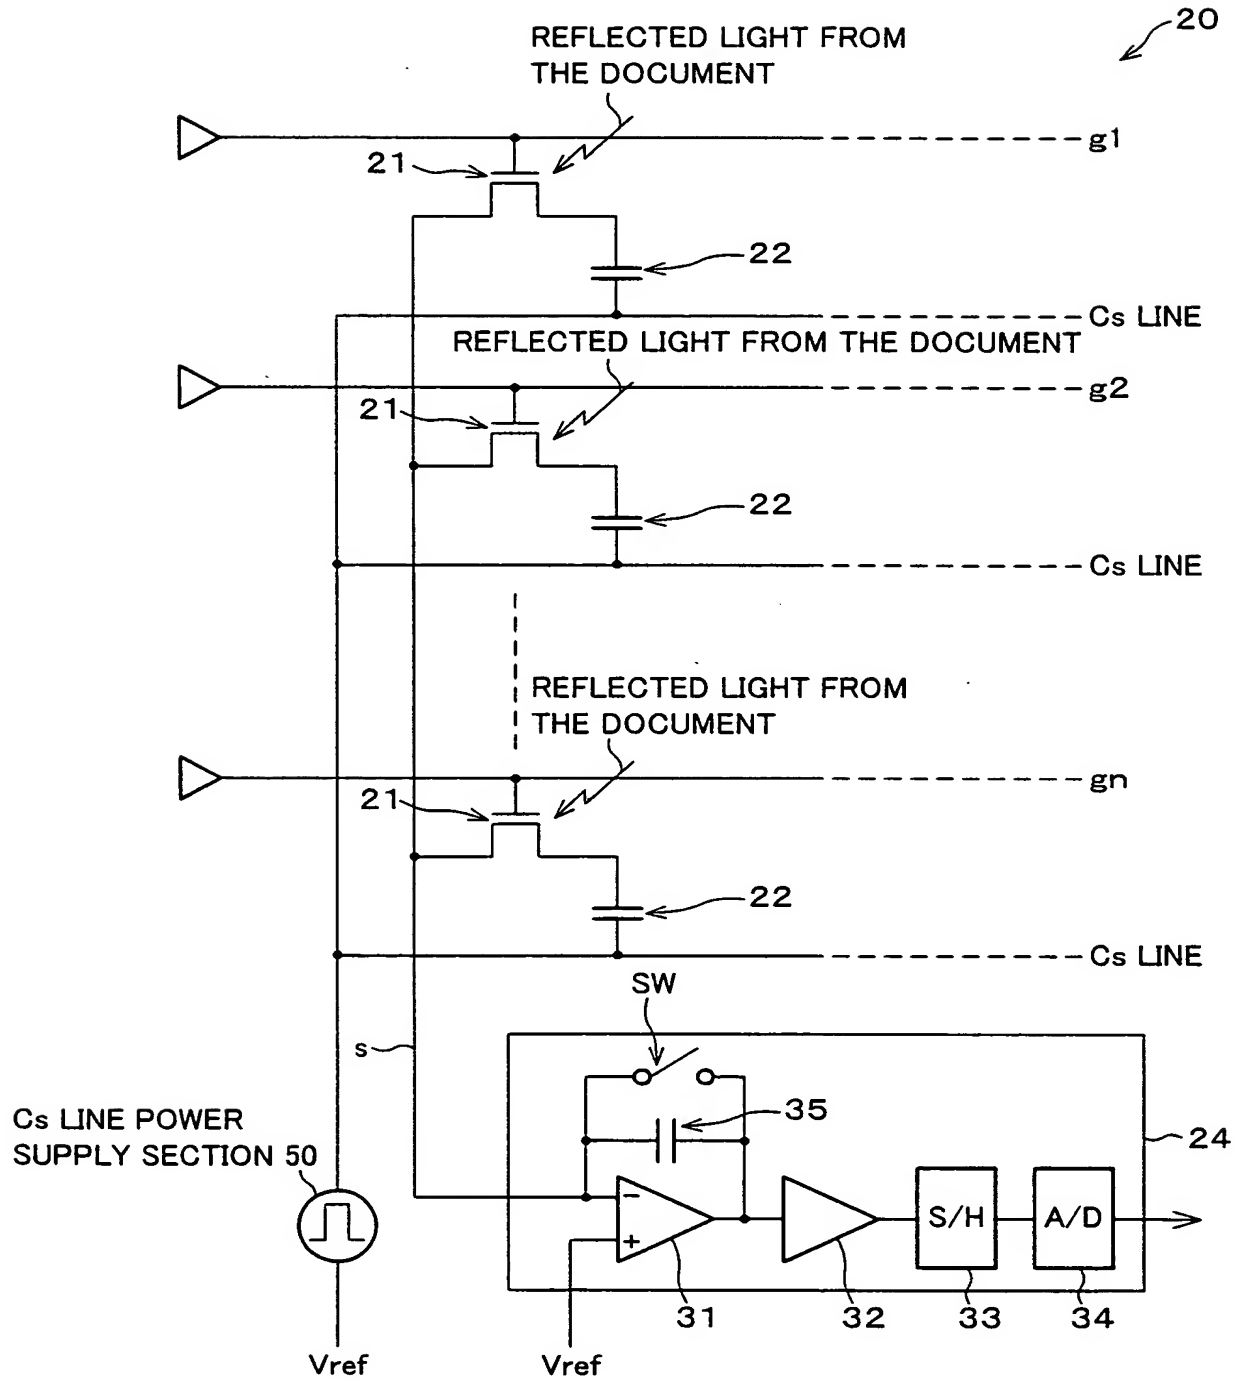 20
REFLECTED LIGHT FROM
THE DOCUMENT
g1
21
22
Cs LINE
REFLECTED LIGHT FROM THE DOCUMENT
g2
21
22
Cs LINE
REFLECTED LIGHT FROM
THE DOCUMENT
gn
21
22
Cs LINE
SW
s
35
Cs LINE POWER
SUPPLY SECTION 50
24
−
+
S/H
A/D
31
32
33
34
Vref
Vref